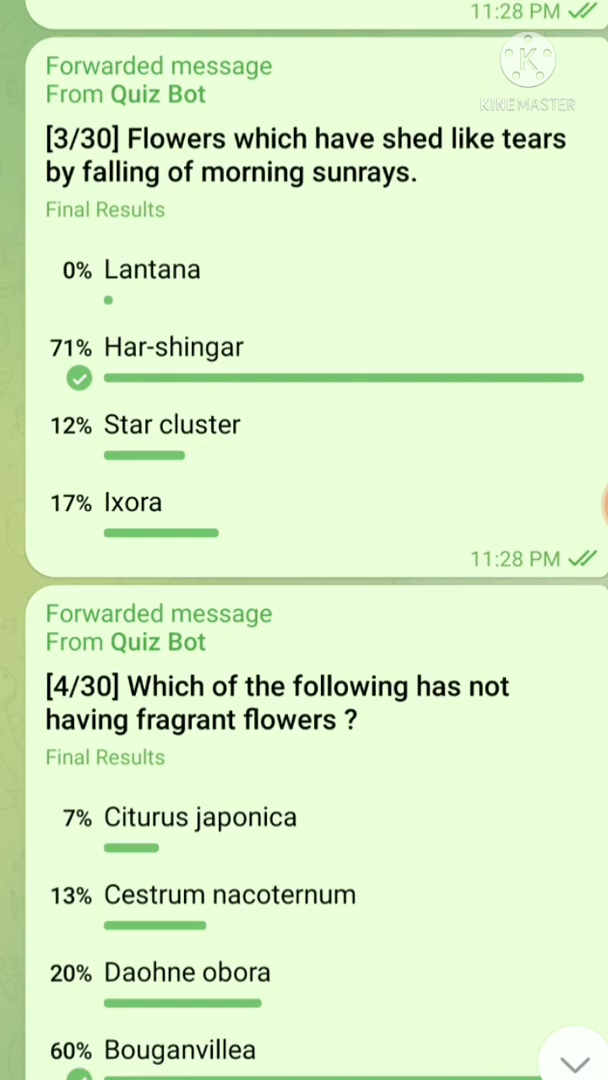 11:28 PM
K
KINEMASTER
Forwarded message
From Quiz Bot
[3/30] Flowers which have shed like tears
by falling of morning sunrays.
Final Results
0% Lantana
71% Har-shingar
12% Star cluster
17% Ixora
11:28 PM
Forwarded message
From Quiz Bot
[4/30] Which of the following has not
having fragrant flowers ?
Final Results
7% Citurus japonica
13% Cestrum nacoternum
20% Daohne obora
60% Bouganvillea